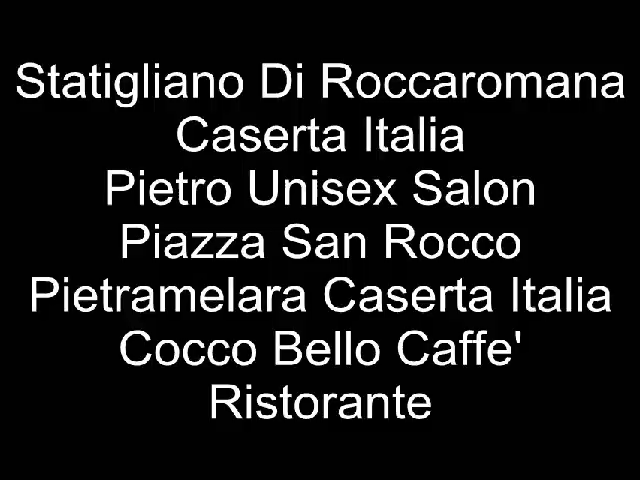 Statigliano Di Roccaromana
Caserta Italia
Pietro Unisex Salon
Piazza San Rocco
Pietramelara Caserta Italia
Cocco Bello Caffe'
Ristorante